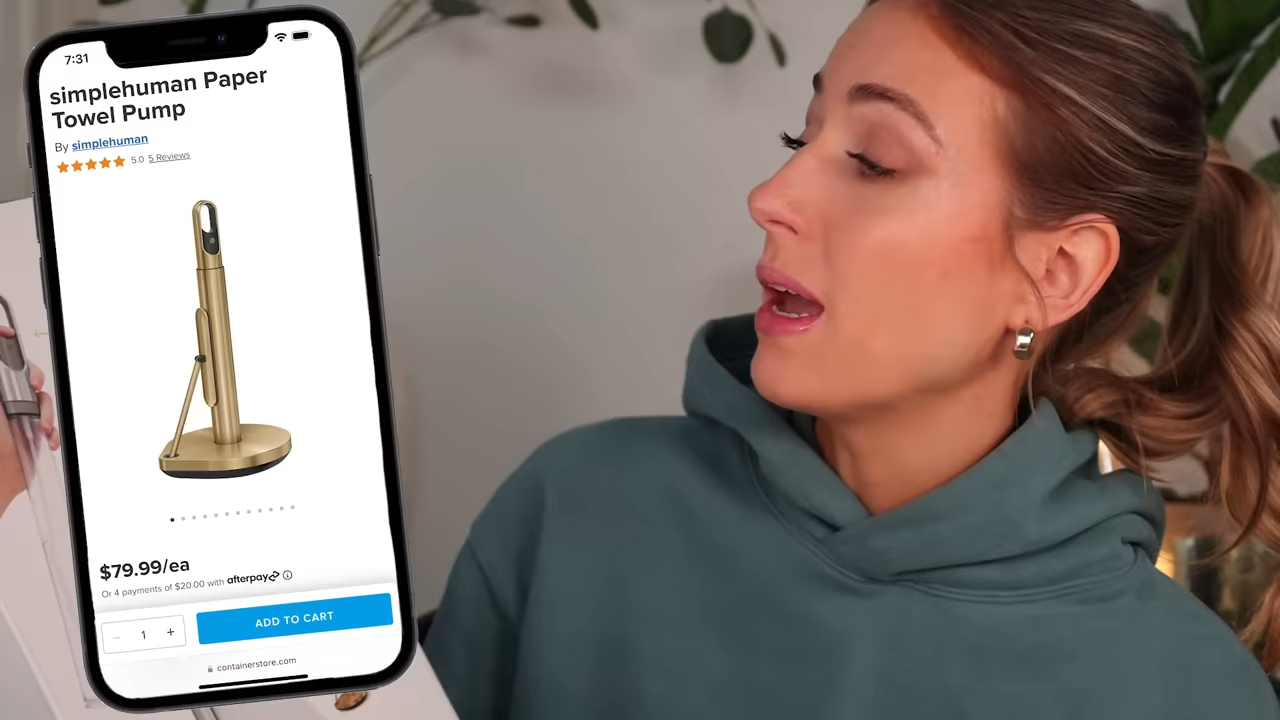 7:31
simplehuman Paper
Towel Pump
By simplehuman
5.0 5 Reviews
$79.99/ea
Or 4 payments of $20.00 with afterpay
1
ADD TO CART
containerstore.com